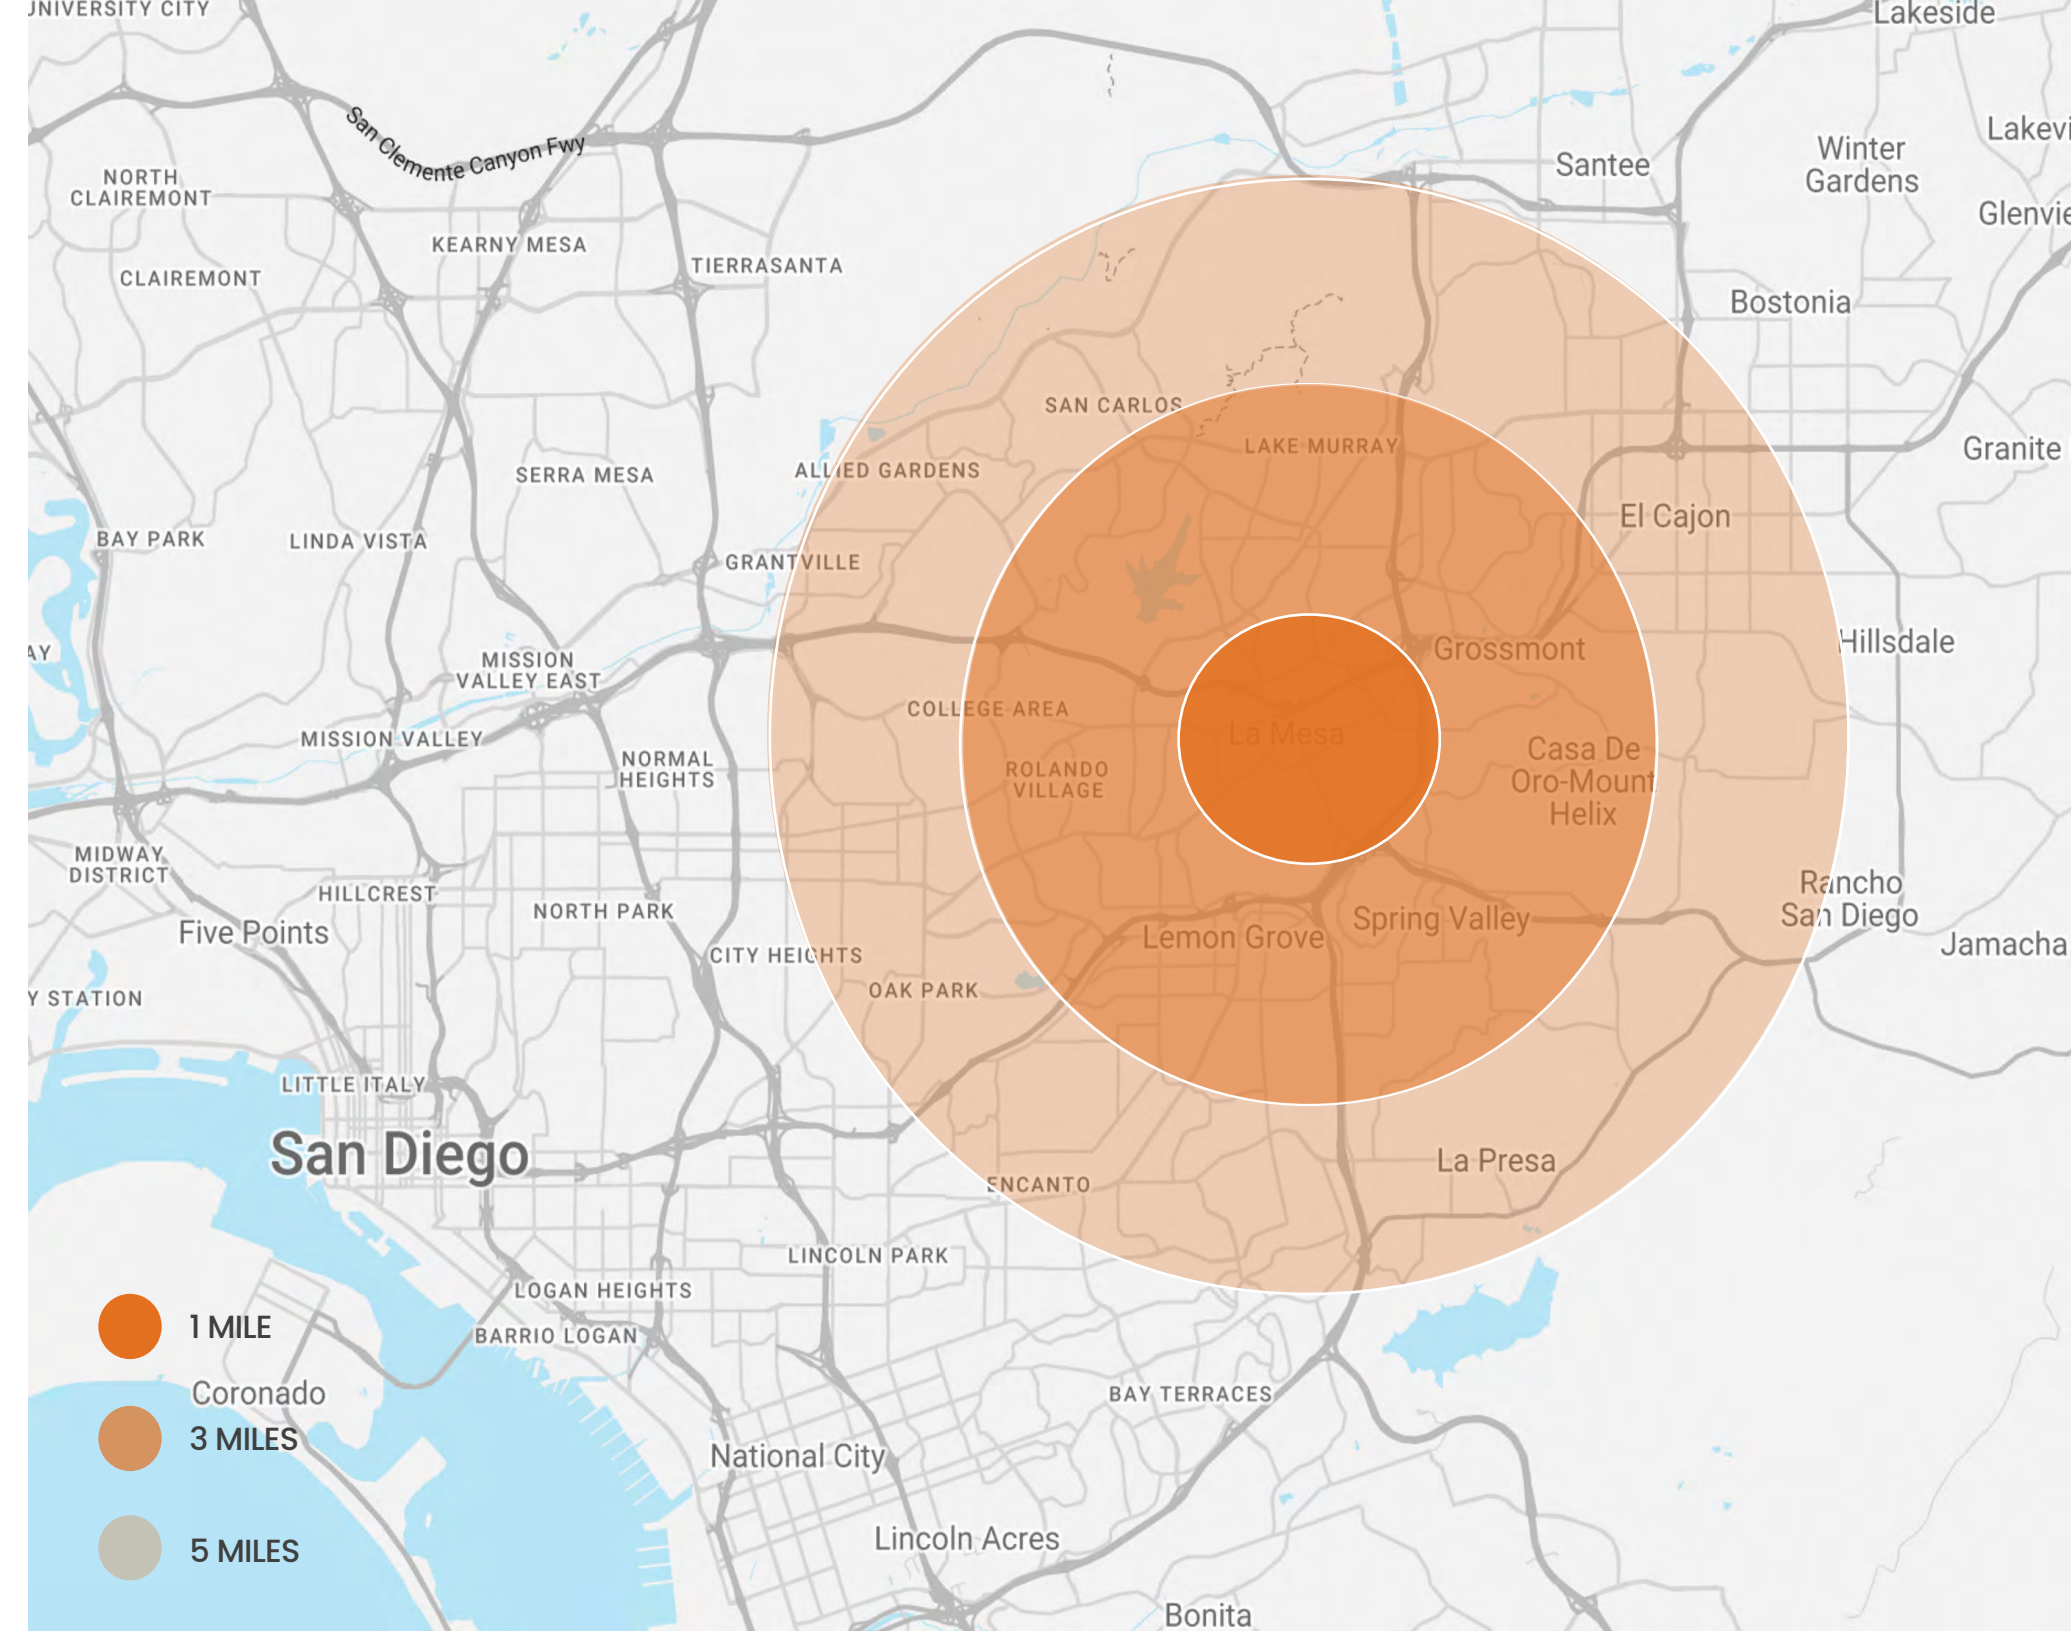 UNIVERSITY CITY
Lakeside
San Clemente Canyon Fwy
Lakevi
Winter
Gardens
Santee
NORTH
CLAIREMONT
Glenvie
KEARNY MESA
TIERRASANTA
CLAIREMONT
Bostonia
SAN CARLOS
LAKE MURRAY
Granite
ALLIED GARDENS
SERRA MESA
El Cajon
BAY PARK
LINDA VISTA
GRANTVILLE
Hillsdale
AY
Grossmont
MISSION
VALLEY EAST
COLLEGE AREA
La Mesa
MISSION VALLEY
NORMAL
HEIGHTS
ROLANDO
VILLAGE
Casa De
Oro-Mount
Helix
MIDWAY
DISTRICT
HILLCREST
Rancho
San Diego
NORTH PARK
Five Points
Spring Valley
Lemon Grove
Jamacha
CITY HEIGHTS
OAK PARK
Y STATION
LITTLE ITALY
San Diego
La Presa
ENCANTO
LINCOLN PARK
LOGAN HEIGHTS
1 MILE
BARRIO LOGAN
Coronado
BAY TERRACES
3 MILES
National City
Lincoln Acres
5 MILES
Bonita